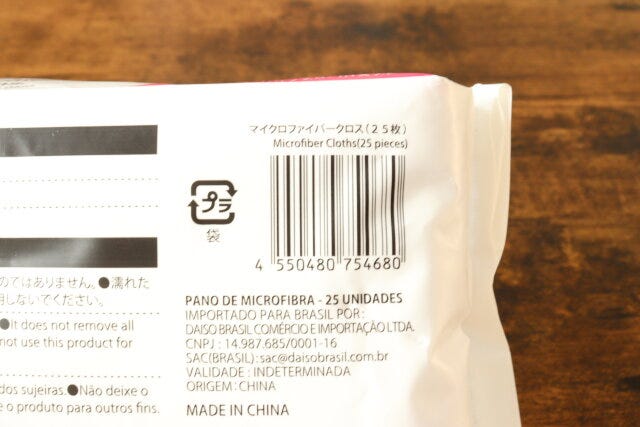 マイクロファイバークロス(25枚)
Microfiber Cloths(25 pieces)
プラ
袋
4 550480 754680
のではありません。●濡れた
用しないでください。
●It does not remove all
not use this product for
dos sujeiras.●Não deixe o
e o produto para outros fins.
PANO DE MICROFIBRA - 25 UNIDADES
IMPORTADO PARA BRASIL POR :
DAISO BRASIL COMÉRCIO E IMPORTAÇÃO LTDA.
CNPJ : 14.987.685/0001-16
SAC(BRASIL):sac@daisobrasil.com.br
VALIDADE : INDETERMINADA
ORIGEM: CHINA
MADE IN CHINA